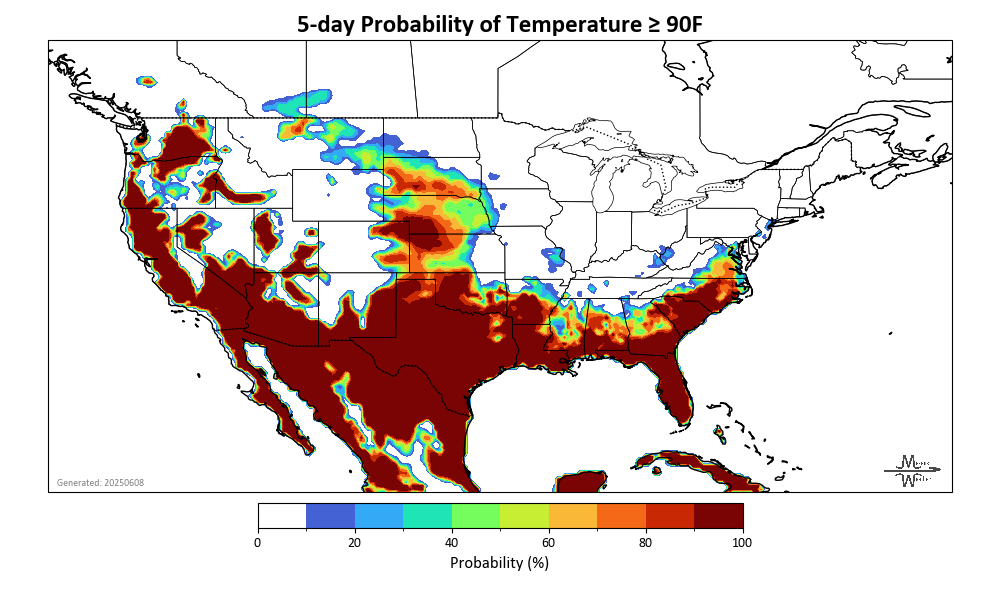 5-day Probability of Temperature ≥ 90F
Generated: 20250608
0 20 40 60 80 100
Probability (%)